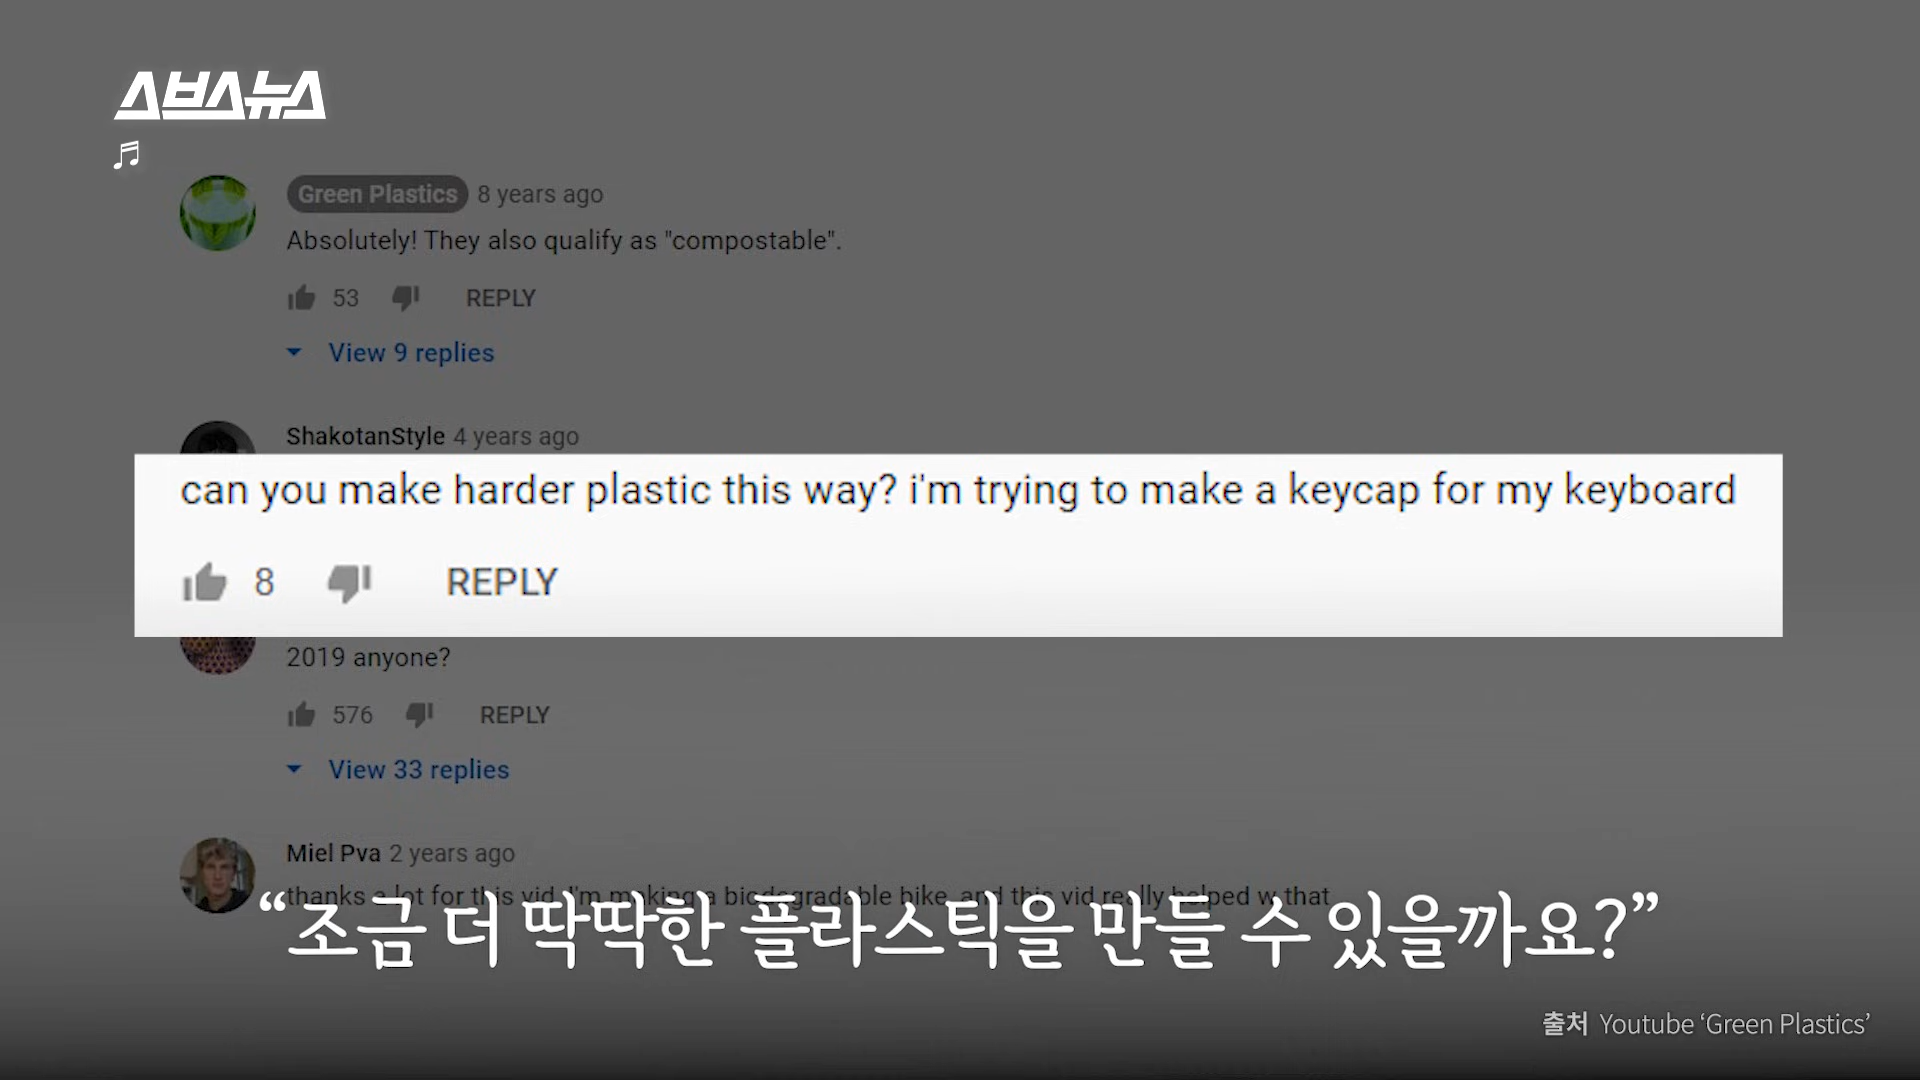 스브스뉴스
Green Plastics 8 years ago
Absolutely! They also qualify as "compostable".
53 REPLY
View 9 replies
ShakotanStyle 4 years ago
can you make harder plastic this way? i'm trying to make a keycap for my keyboard
8 REPLY
2019 anyone?
576 REPLY
View 33 replies
Miel Pva 2 years ago
thanks a lot for this vid. I'm making a biodegradable bike, and this vid really helped w that
“조금 더 딱딱한 플라스틱을 만들 수 있을까요?”
출처 Youtube ‘Green Plastics’